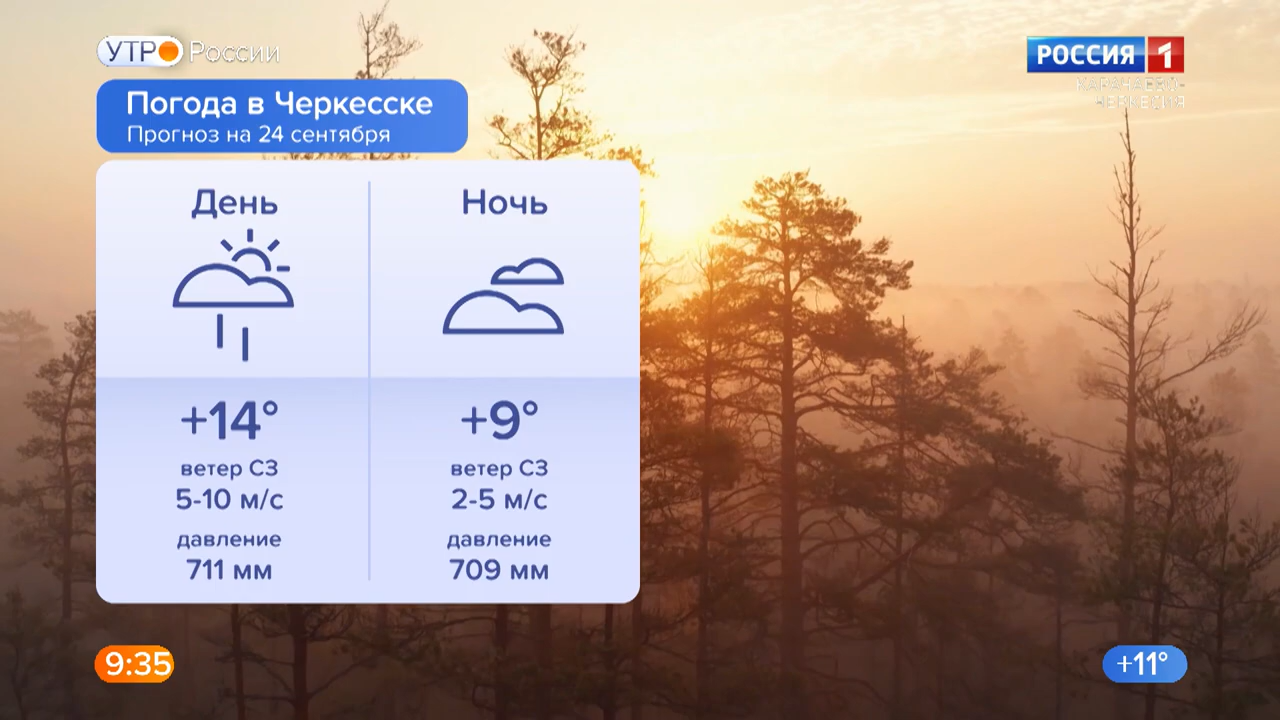 УТРО России
РОССИЯ 1
КАРАЧАЕВО-
ЧЕРКЕСИЯ
Погода в Черкесске
Прогноз на 24 сентября
День
+14°
ветер СЗ
5-10 м/с
давление
711 мм
Ночь
+9°
ветер СЗ
2-5 м/с
давление
709 мм
9:35
+11°